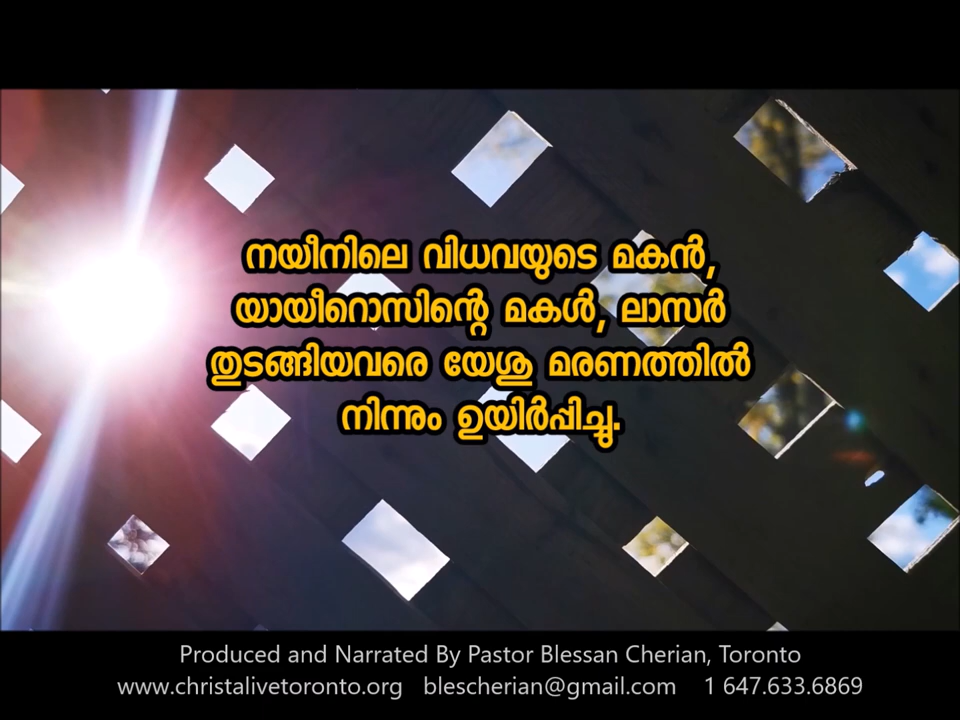 നയീനിലെ വിധവയുടെ മകൻ,
യായീറൊസിന്റെ മകൾ, ലാസർ
തുടങ്ങിയവരെ യേശു മരണത്തിൽ
നിന്നും ഉയിർപ്പിച്ചു.
Produced and Narrated By Pastor Blessan Cherian, Toronto
www.christalivetoronto.org blescherian@gmail.com 1 647.633.6869